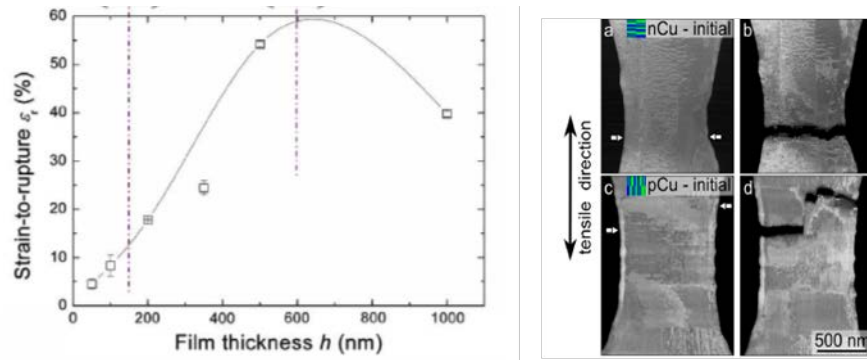 60
50
40
30
20
10
0
0
200
400
600
800
1000
Strain-to-rupture εf (%)
Film thickness h (nm)
tensile direction
a nCu - initial
b
c pCu - initial
d
500 nm